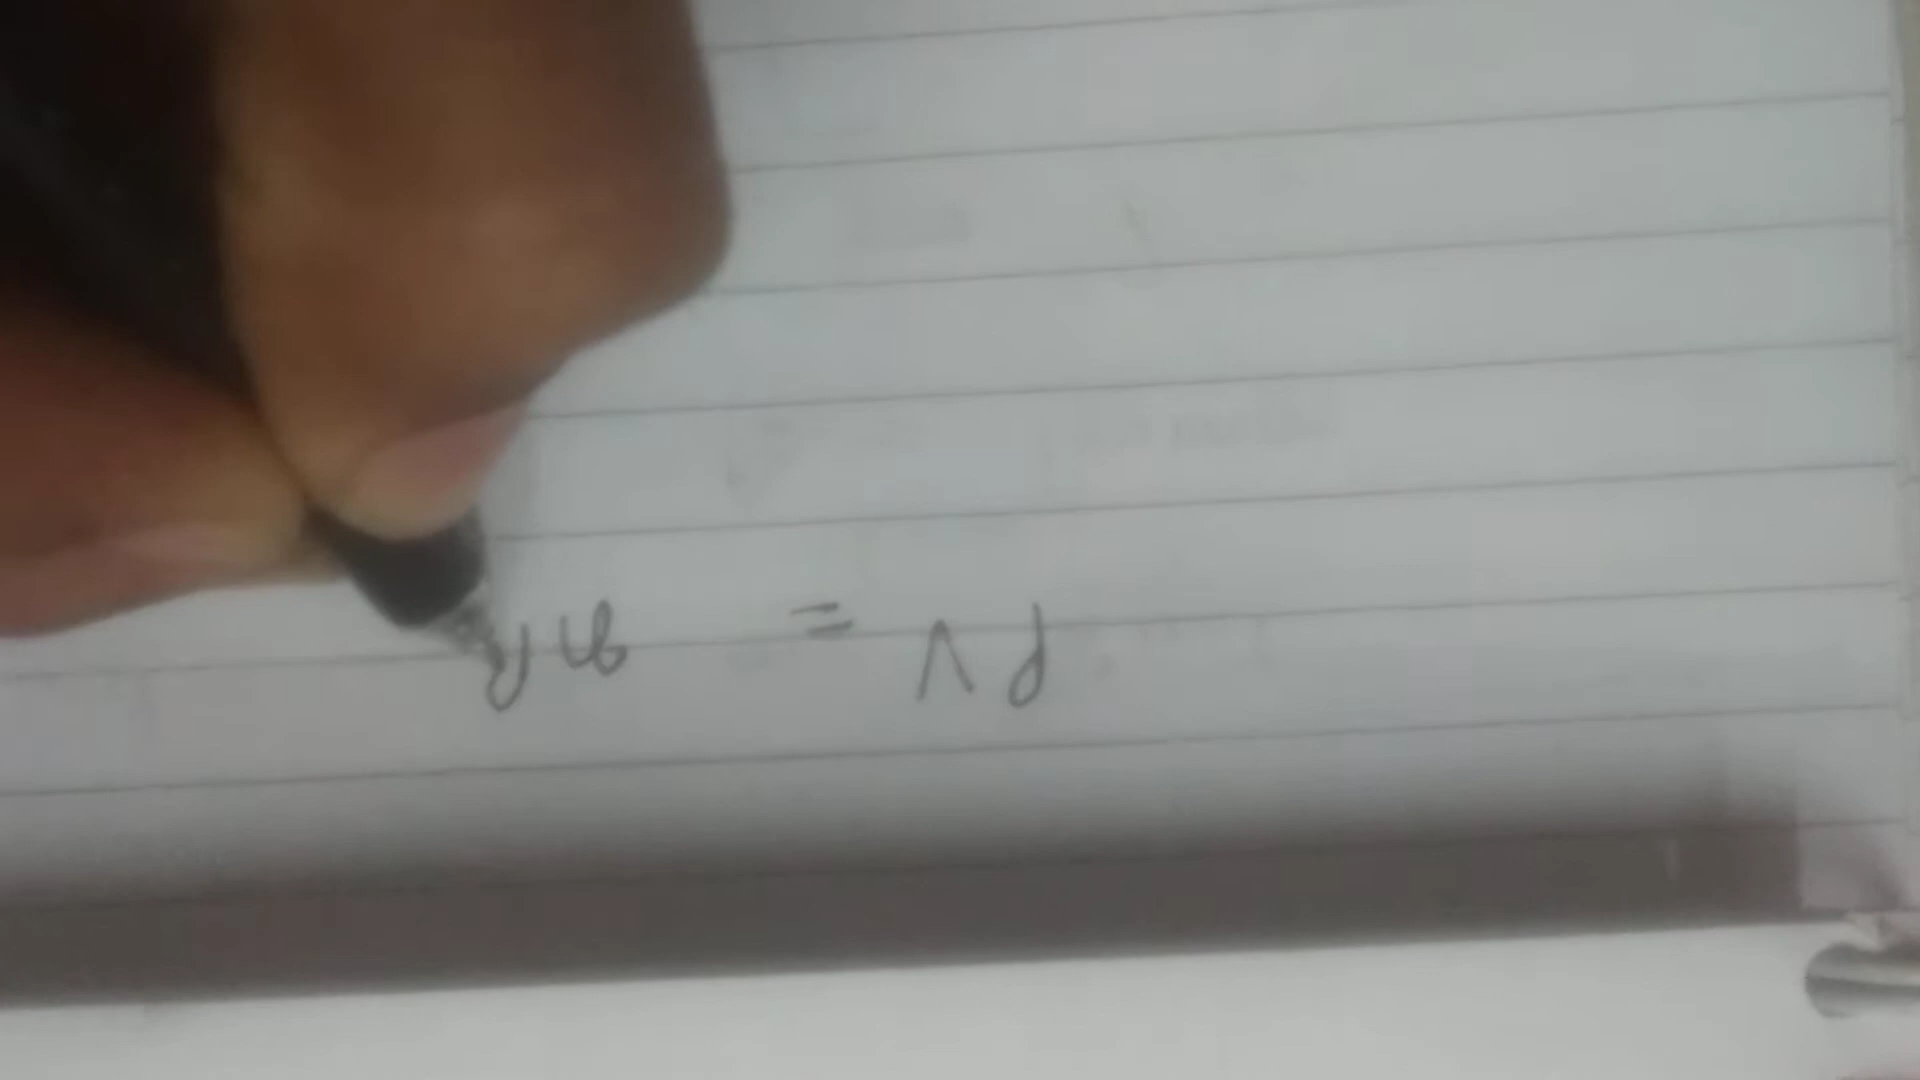 PV = nR